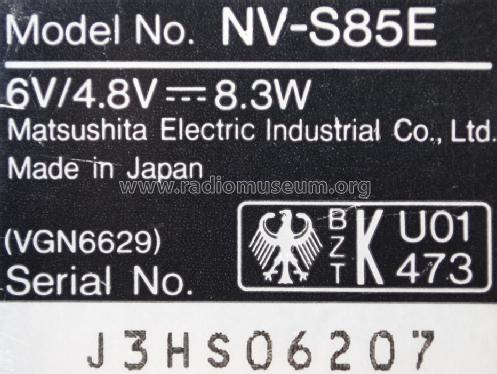 Model No. NV-S85E
6V/4.8V⎓8.3W
Matsushita Electric Industrial Co., Ltd.
Made in Japan
www.radiomuseum.org
(VGN6629)
BZT K U01 473
Serial No.
J3HS06207